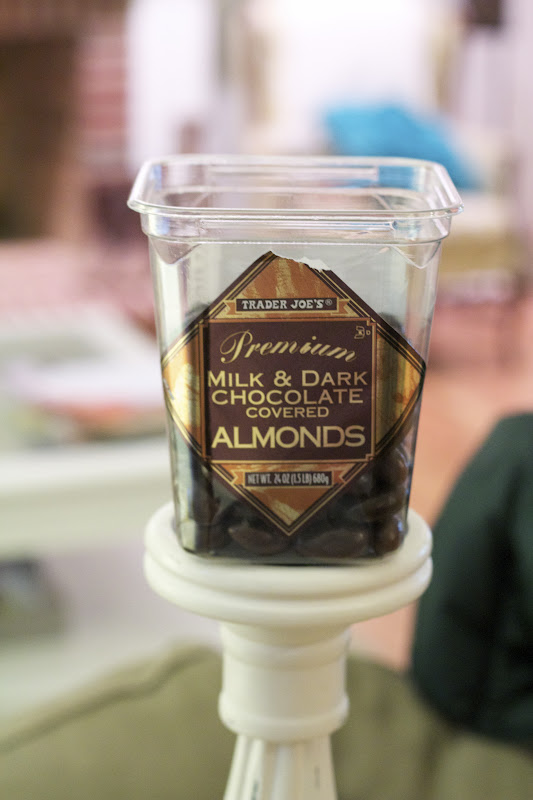 TRADER JOE'S®
Premium
MILK & DARK
CHOCOLATE
COVERED
ALMONDS
NET WT. 24 OZ (1.5 LB) 680g